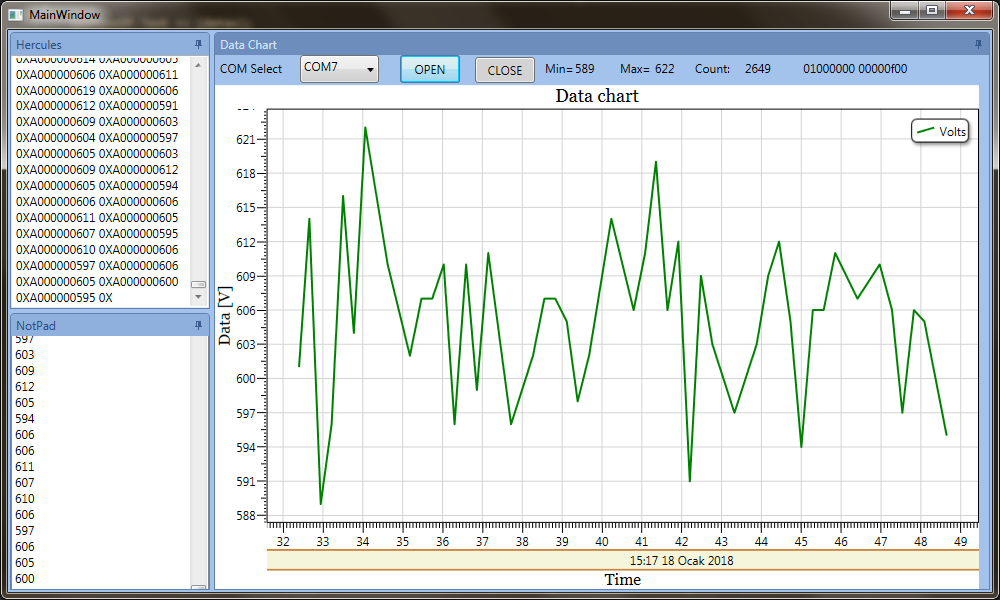 MainWindow
Hercules
0XA000000614 0XA000000605
0XA000000606 0XA000000611
0XA000000619 0XA000000606
0XA000000612 0XA000000591
0XA000000609 0XA000000603
0XA000000604 0XA000000597
0XA000000605 0XA000000603
0XA000000609 0XA000000612
0XA000000605 0XA000000594
0XA000000606 0XA000000606
0XA000000611 0XA000000605
0XA000000607 0XA000000595
0XA000000610 0XA000000606
0XA000000597 0XA000000606
0XA000000605 0XA000000600
0XA000000595 0X
NotPad
597
603
609
612
605
594
606
606
611
607
610
606
597
606
605
600
Data Chart
COM Select COM7 OPEN CLOSE Min= 589 Max= 622 Count: 2649 01000000 00000f00
Data chart
Volts
Data [V]
621
618
615
612
609
606
603
600
597
594
591
588
32 33 34 35 36 37 38 39 40 41 42 43 44 45 46 47 48 49
15:17 18 Ocak 2018
Time